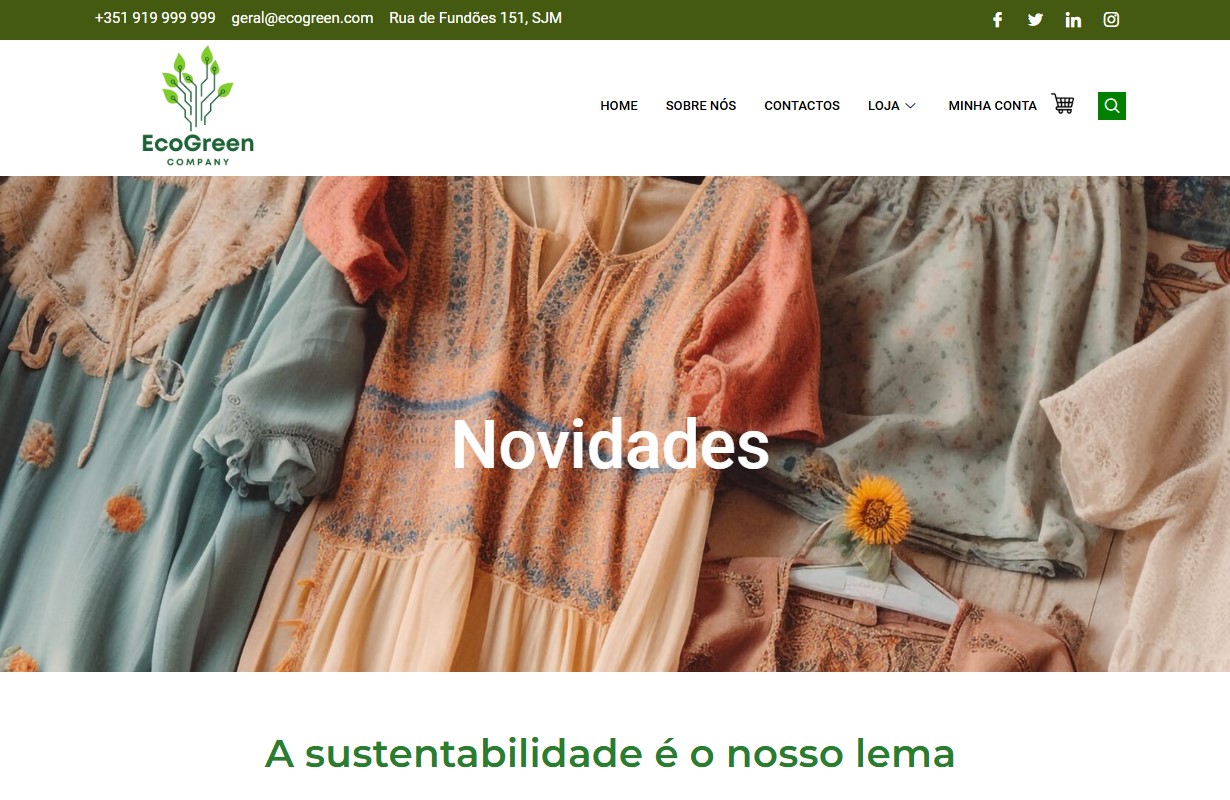 +351 919 999 999 geral@ecogreen.com Rua de Fundões 151, SJM
EcoGreen
COMPANY
HOME SOBRE NÓS CONTACTOS LOJA MINHA CONTA
Novidades
A sustentabilidade é o nosso lema